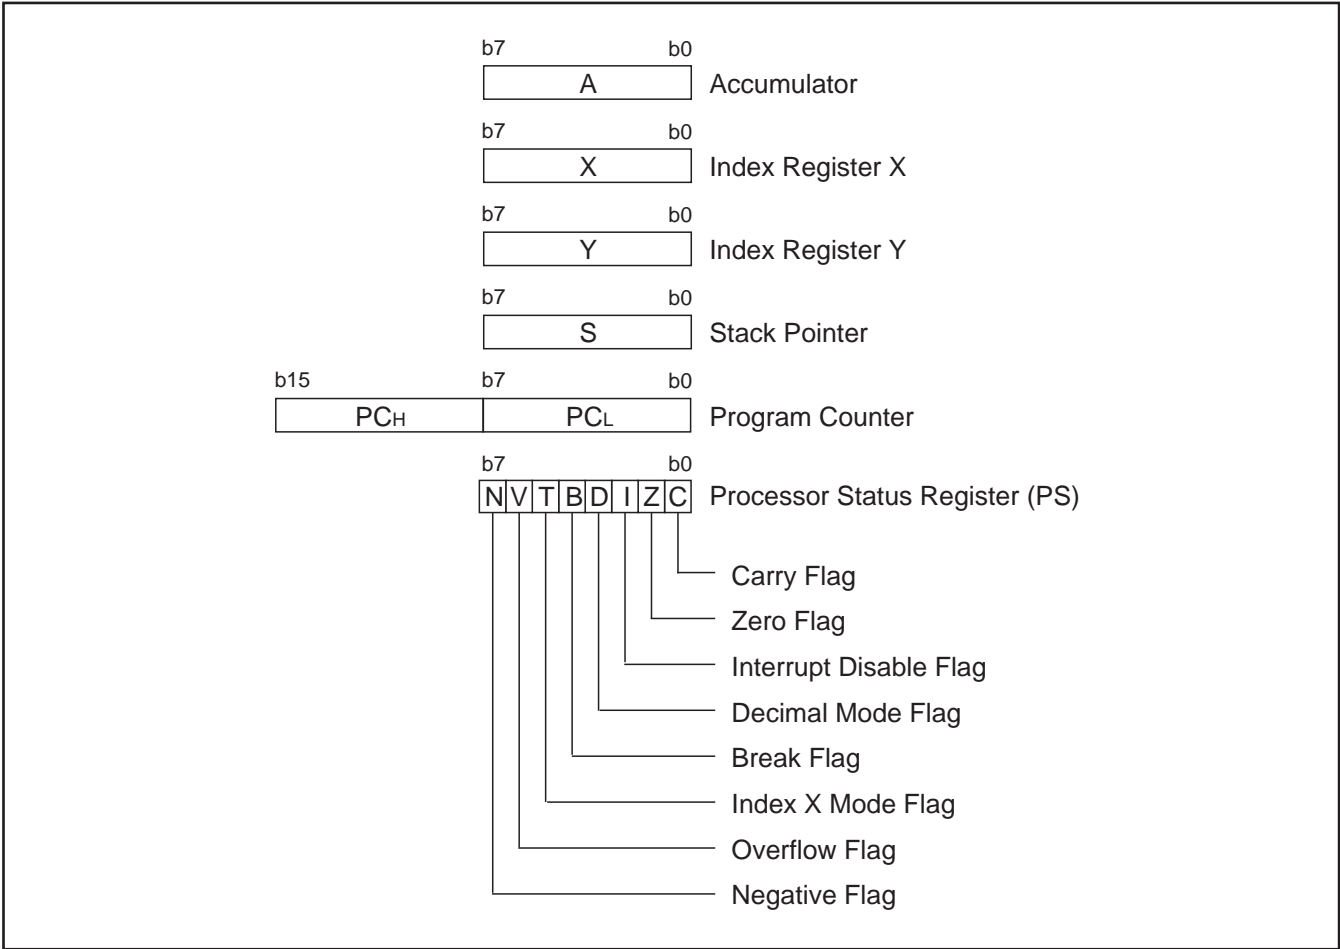 b7 b0
A Accumulator
b7 b0
X Index Register X
b7 b0
Y Index Register Y
b7 b0
S Stack Pointer
b15 b7 b0
PCH PCL Program Counter
b7 b0
N V T B D I Z C Processor Status Register (PS)
Carry Flag
Zero Flag
Interrupt Disable Flag
Decimal Mode Flag
Break Flag
Index X Mode Flag
Overflow Flag
Negative Flag